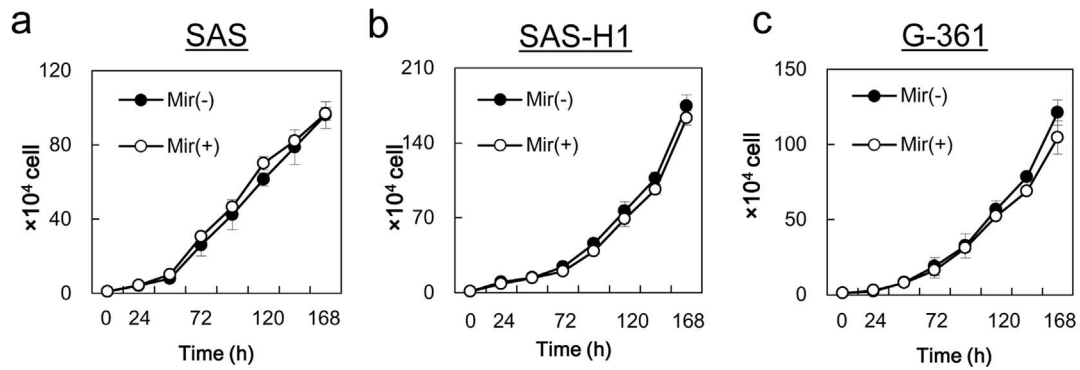 a
SAS
×10⁴ cell
120
80
40
0
Mir(-)
Mir(+)
0 24 72 120 168
Time (h)
b
SAS-H1
×10⁴ cell
210
140
70
0
Mir(-)
Mir(+)
0 24 72 120 168
Time (h)
c
G-361
×10⁴ cell
150
100
50
0
Mir(-)
Mir(+)
0 24 72 120 168
Time (h)